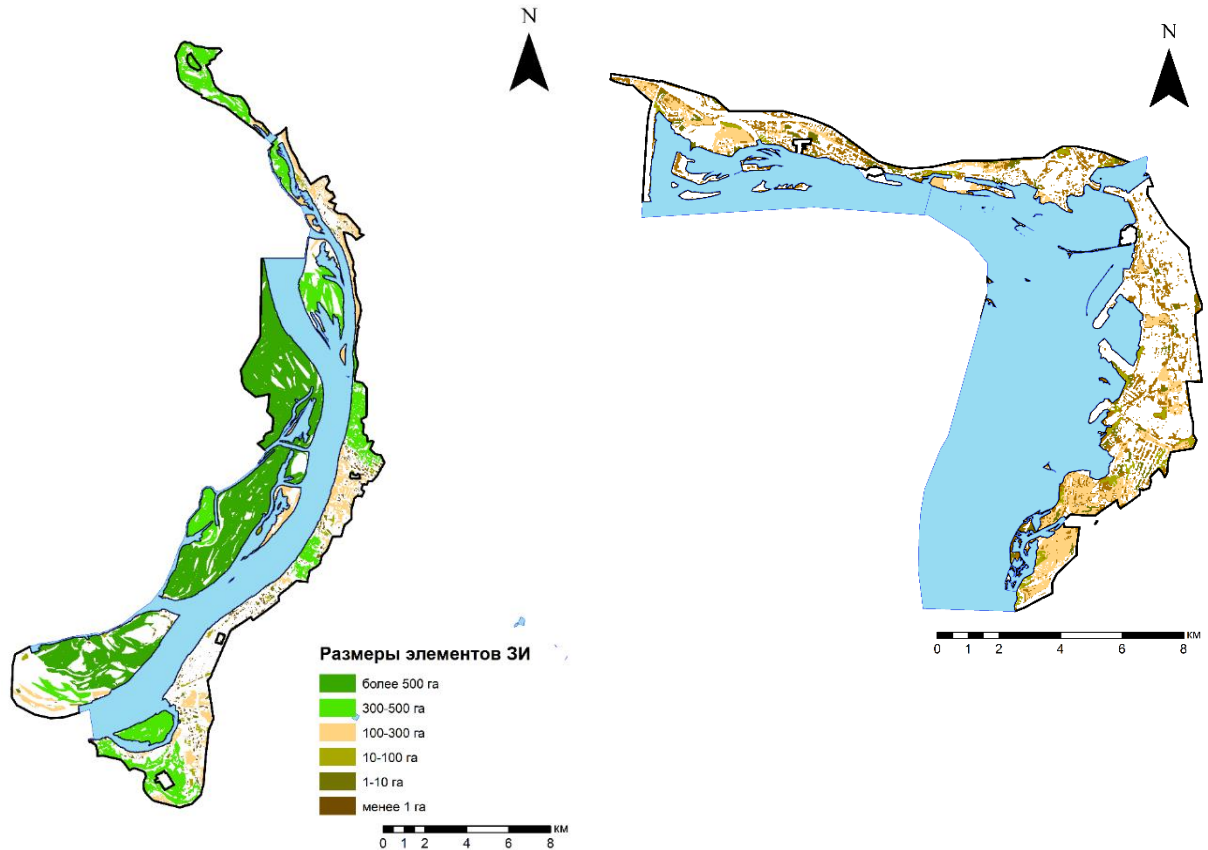 N
N
км
0 1 2 4 6 8
Размеры элементов ЗИ
более 500 га
300-500 га
100-300 га
10-100 га
1-10 га
менее 1 га
км
0 1 2 4 6 8